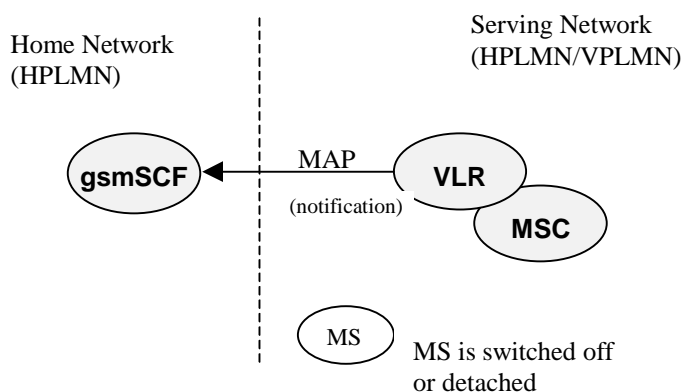 Home Network
(HPLMN)
Serving Network
(HPLMN/VPLMN)
gsmSCF
MAP
(notification)
VLR
MSC
MS
MS is switched off
or detached